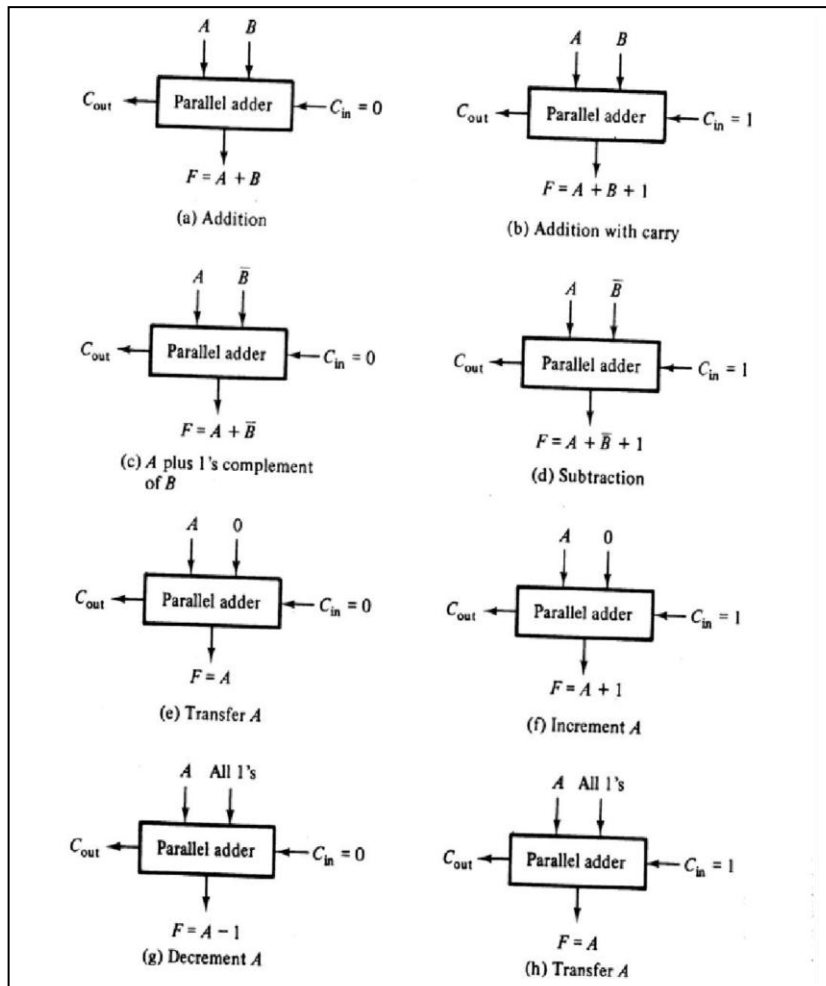 A B
C_out Parallel adder C_in = 0
F = A + B
(a) Addition
A B
C_out Parallel adder C_in = 1
F = A + B + 1
(b) Addition with carry
A B̅
C_out Parallel adder C_in = 0
F = A + B̅
(c) A plus 1's complement
of B
A B̅
C_out Parallel adder C_in = 1
F = A + B̅ + 1
(d) Subtraction
A 0
C_out Parallel adder C_in = 0
F = A
(e) Transfer A
A 0
C_out Parallel adder C_in = 1
F = A + 1
(f) Increment A
A All 1's
C_out Parallel adder C_in = 0
F = A − 1
(g) Decrement A
A All 1's
C_out Parallel adder C_in = 1
F = A
(h) Transfer A